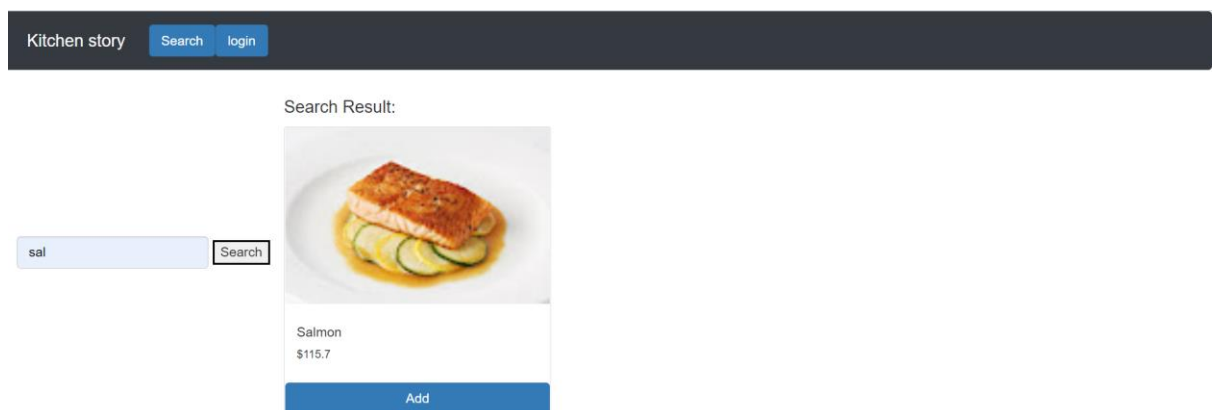 Kitchen story Search login
Search Result:
sal Search
Salmon
$115.7
Add